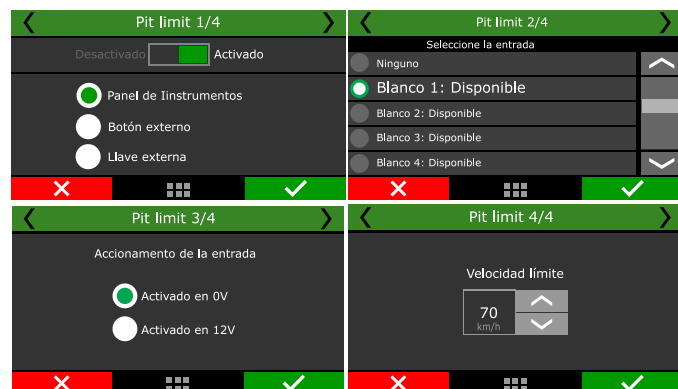 Pit limit 1/4
Desactivado Activado
Panel de Iinstrumentos
Botón externo
Llave externa
Pit limit 2/4
Seleccione la entrada
Ninguno
Blanco 1: Disponible
Blanco 2: Disponible
Blanco 3: Disponible
Blanco 4: Disponible
Pit limit 3/4
Accionamento de la entrada
Activado en 0V
Activado en 12V
Pit limit 4/4
Velocidad límite
70
km/h